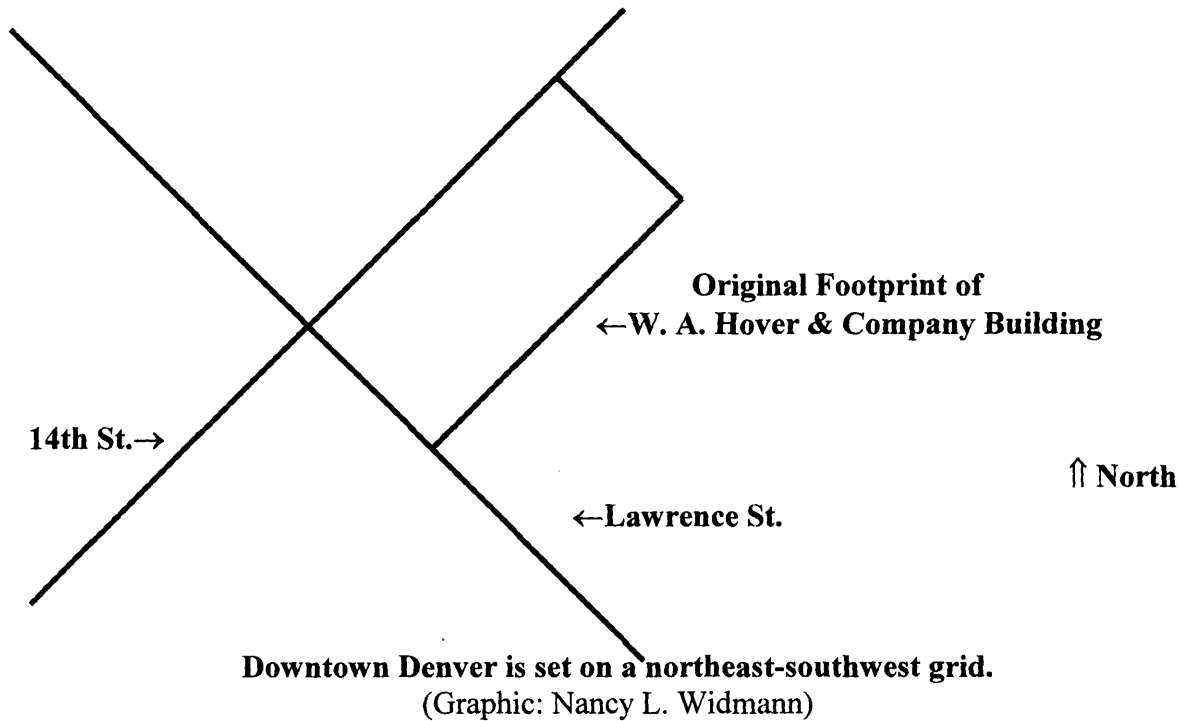 Original Footprint of
←W. A. Hover & Company Building
14th St.→
⇑ North
←Lawrence St.
Downtown Denver is set on a northeast-southwest grid.
(Graphic: Nancy L. Widmann)